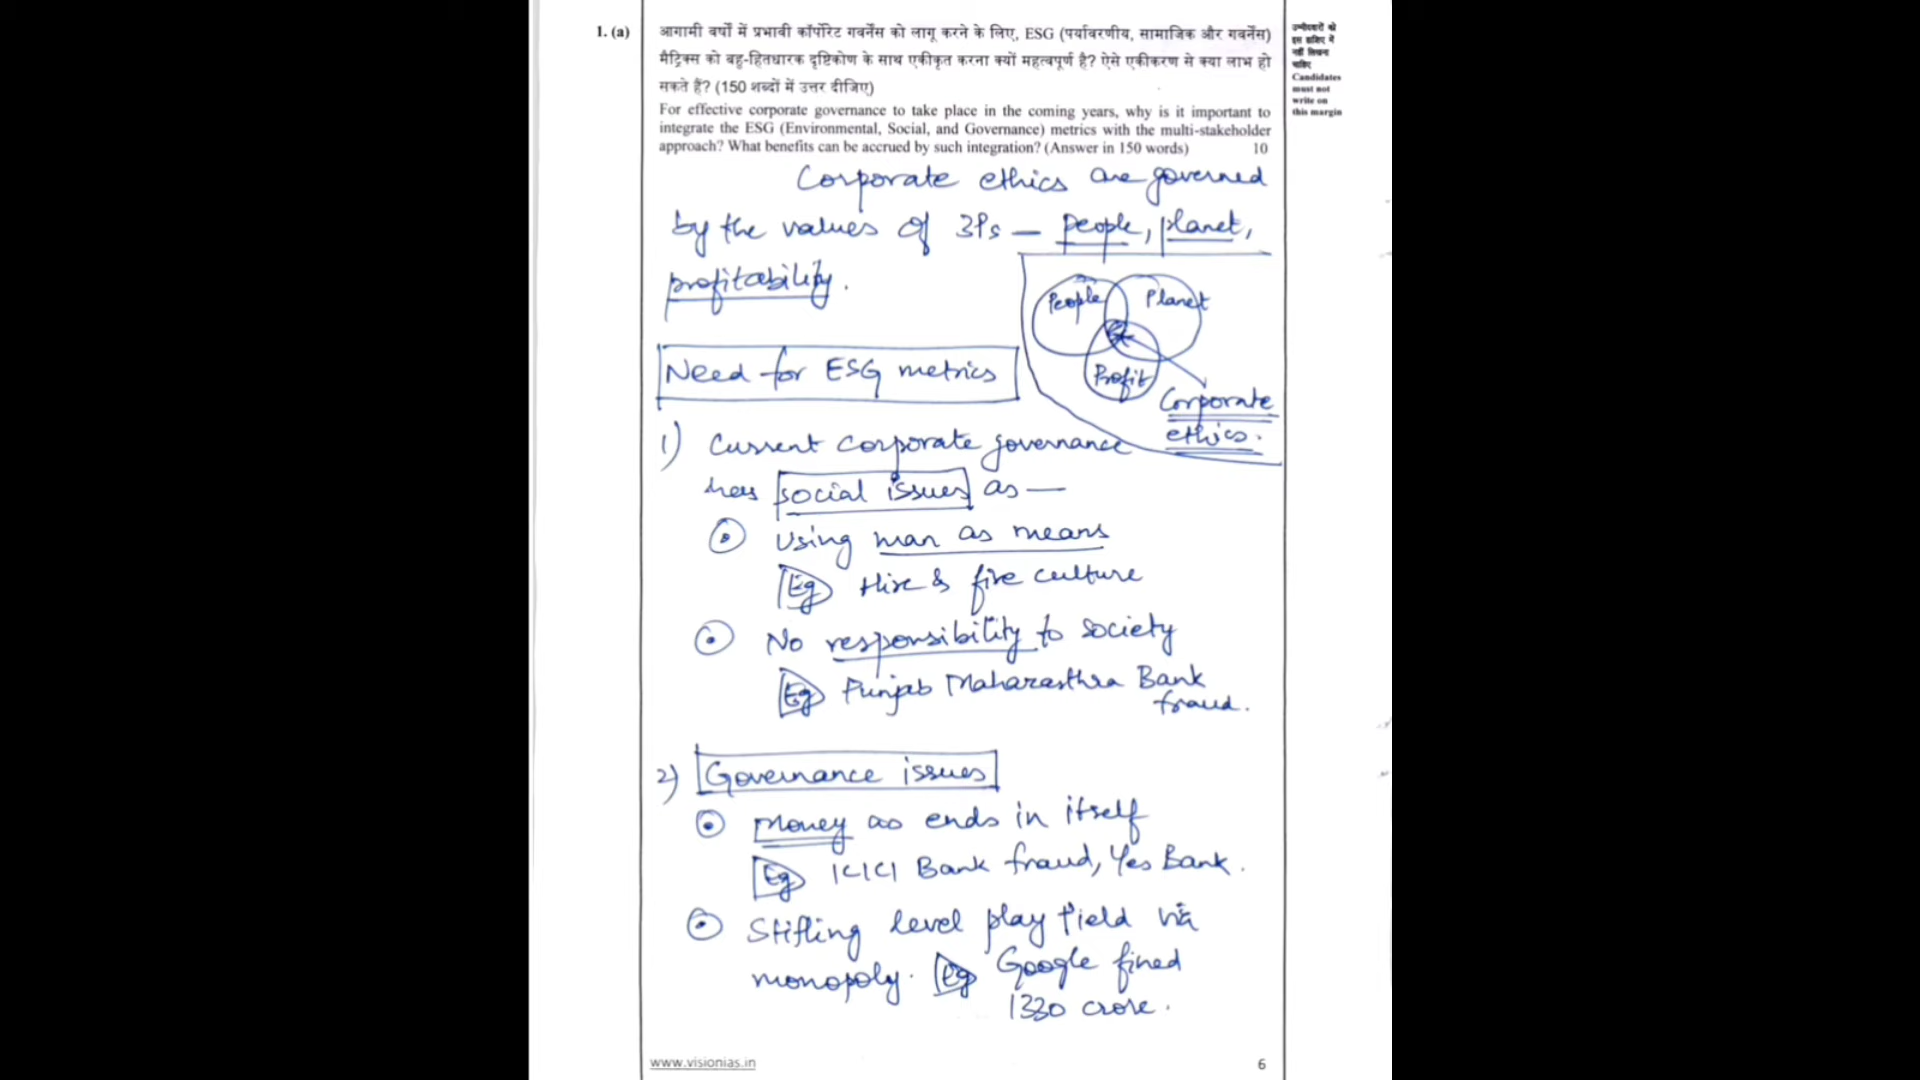 1. (a) आगामी वर्षों में प्रभावी कॉर्पोरेट गवर्नेंस को लागू करने के लिए, ESG (पर्यावरणीय, सामाजिक और गवर्नेंस)
मैट्रिक्स को बहु-हितधारक दृष्टिकोण के साथ एकीकृत करना क्यों महत्वपूर्ण है? ऐसे एकीकरण से क्या लाभ हो
सकते हैं? (150 शब्दों में उत्तर दीजिए)
For effective corporate governance to take place in the coming years, why is it important to
integrate the ESG (Environmental, Social, and Governance) metrics with the multi-stakeholder
approach? What benefits can be accrued by such integration? (Answer in 150 words) 10
उम्मीदवारों को
इस हाशिए में
नहीं लिखना
चाहिए
Candidates
must not
write on
this margin
Corporate ethics are governed
by the values of 3Ps — people, planet,
profitability.
People
Planet
Profit
Corporate
ethics.
Need for ESG metrics
1) Current corporate governance
has social issues as —
Using man as means
Eg Hire & fire culture
No responsibility to society
Eg Punjab Maharasthra Bank
fraud.
2) Governance issues
Money as ends in itself
Eg ICICI Bank fraud, Yes Bank.
Stifling level play field via
monopoly. Eg Google fined
1330 crore.
www.visionias.in
6